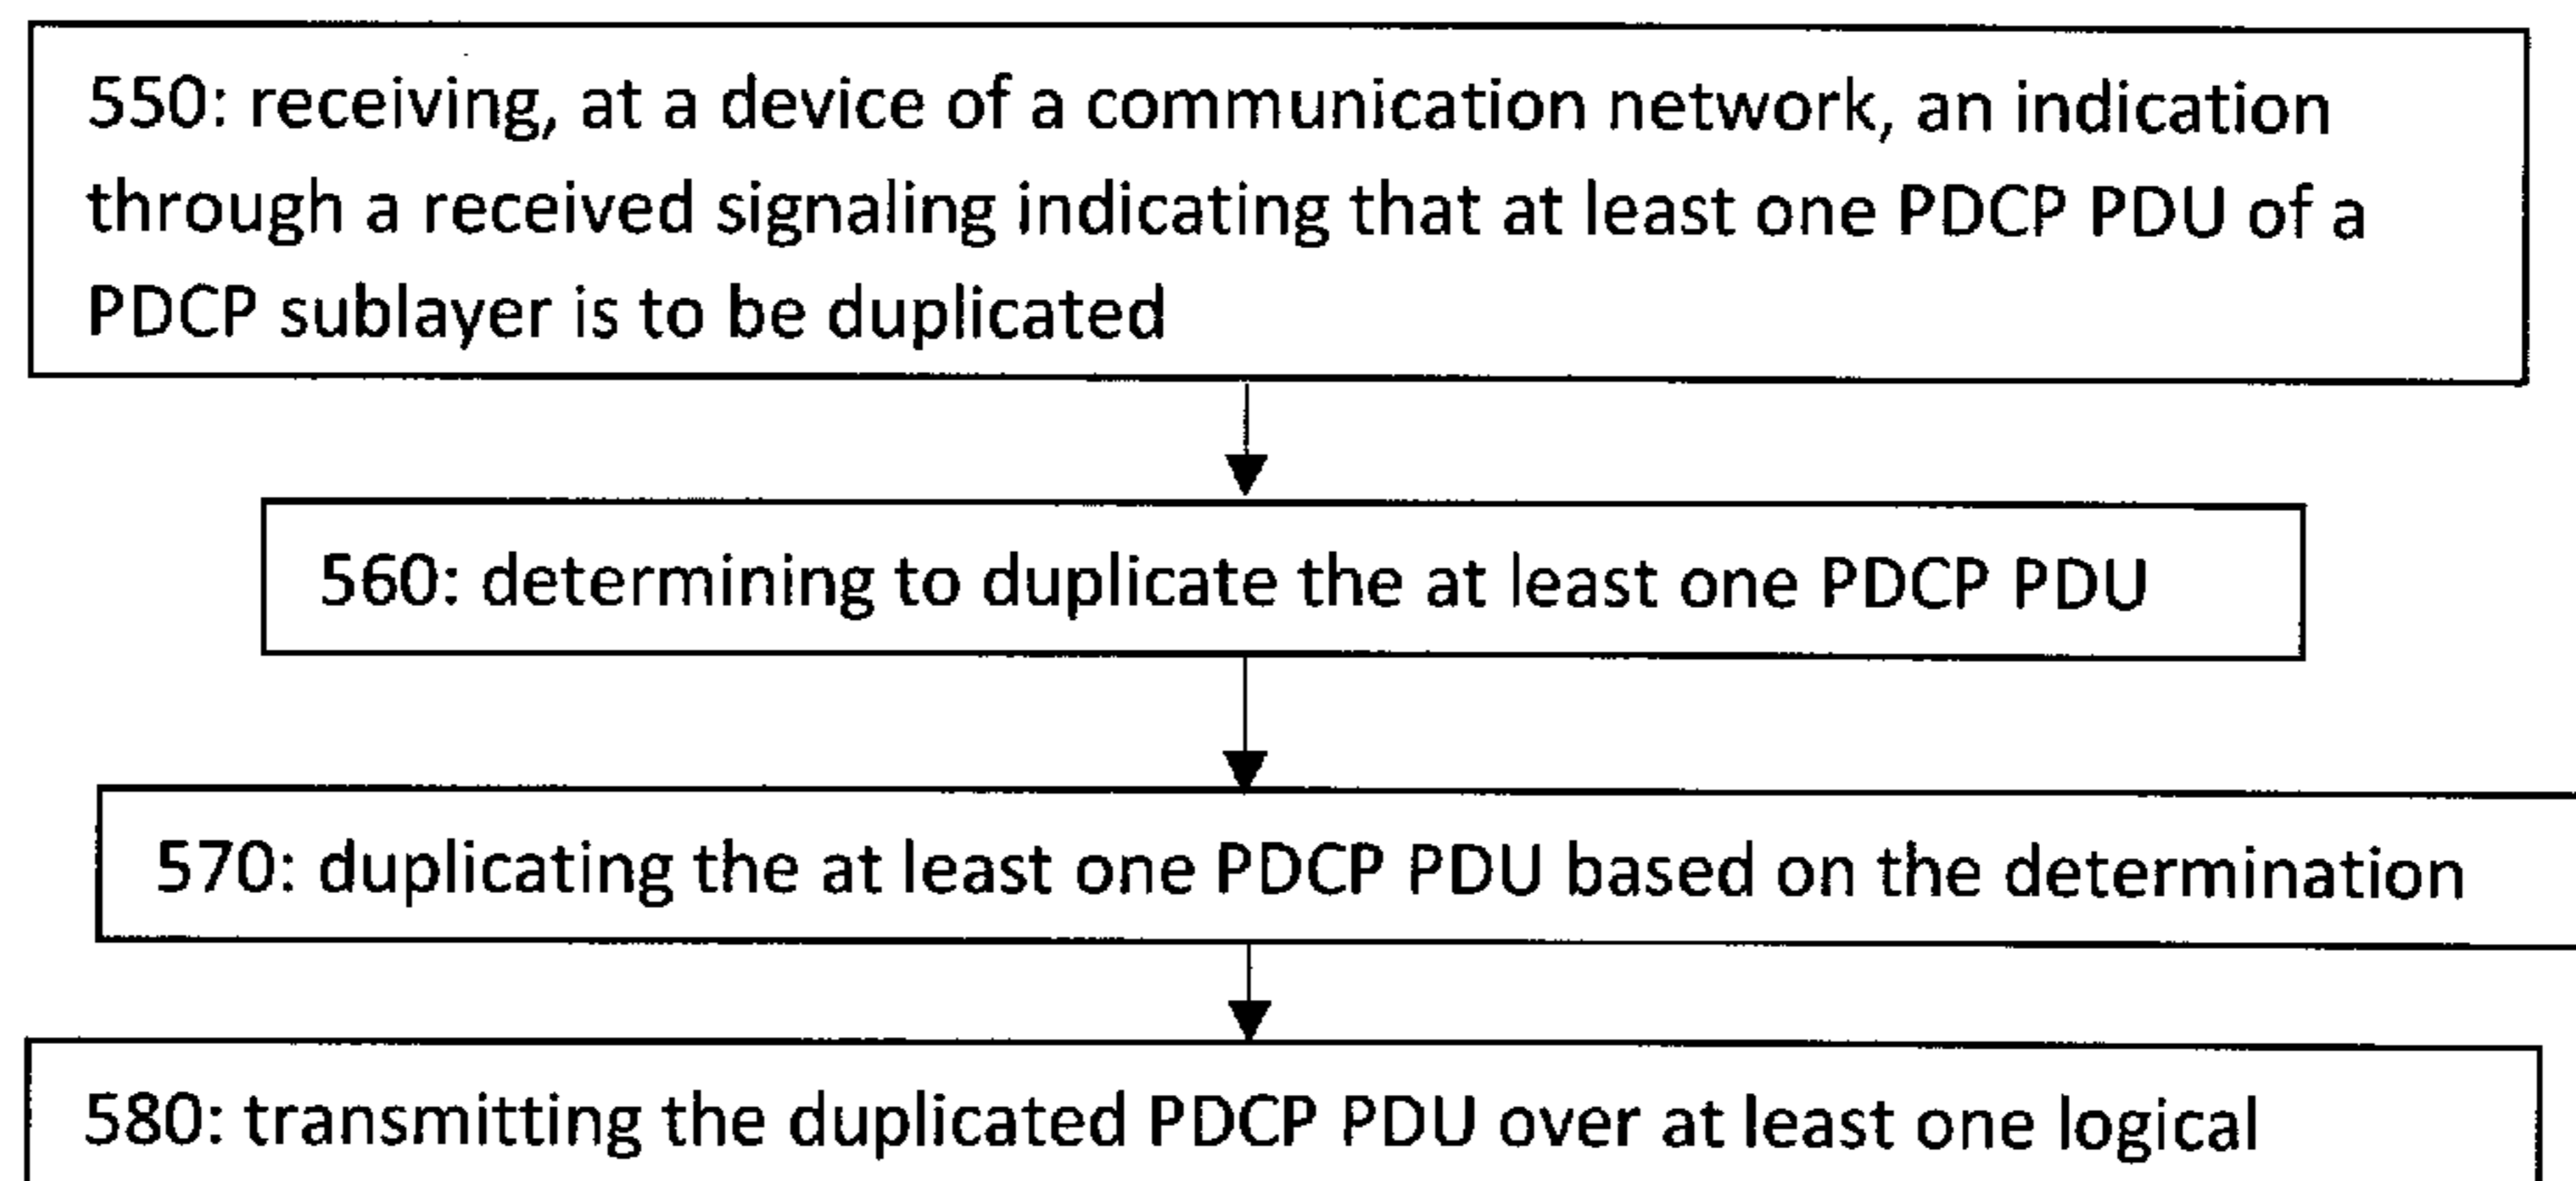 550: receiving, at a device of a communication network, an indication
through a received signaling indicating that at least one PDCP PDU of a
PDCP sublayer is to be duplicated
560: determining to duplicate the at least one PDCP PDU
570: duplicating the at least one PDCP PDU based on the determination
580: transmitting the duplicated PDCP PDU over at least one logical